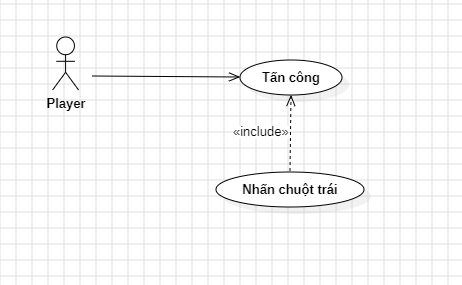 Tấn công
Player
«include»
Nhấn chuột trái